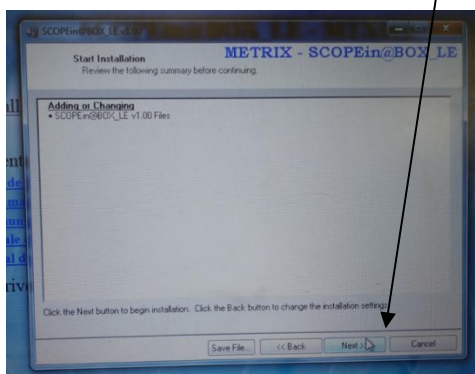 SCOPEin@BOX_LE v1.00
METRIX - SCOPEin@BOX_LE
Start Installation
Review the following summary before continuing.
Adding or Changing
• SCOPEin@BOX_LE v1.00 Files
Click the Next button to begin installation. Click the Back button to change the installation settings.
Save File... << Back Next >> Cancel